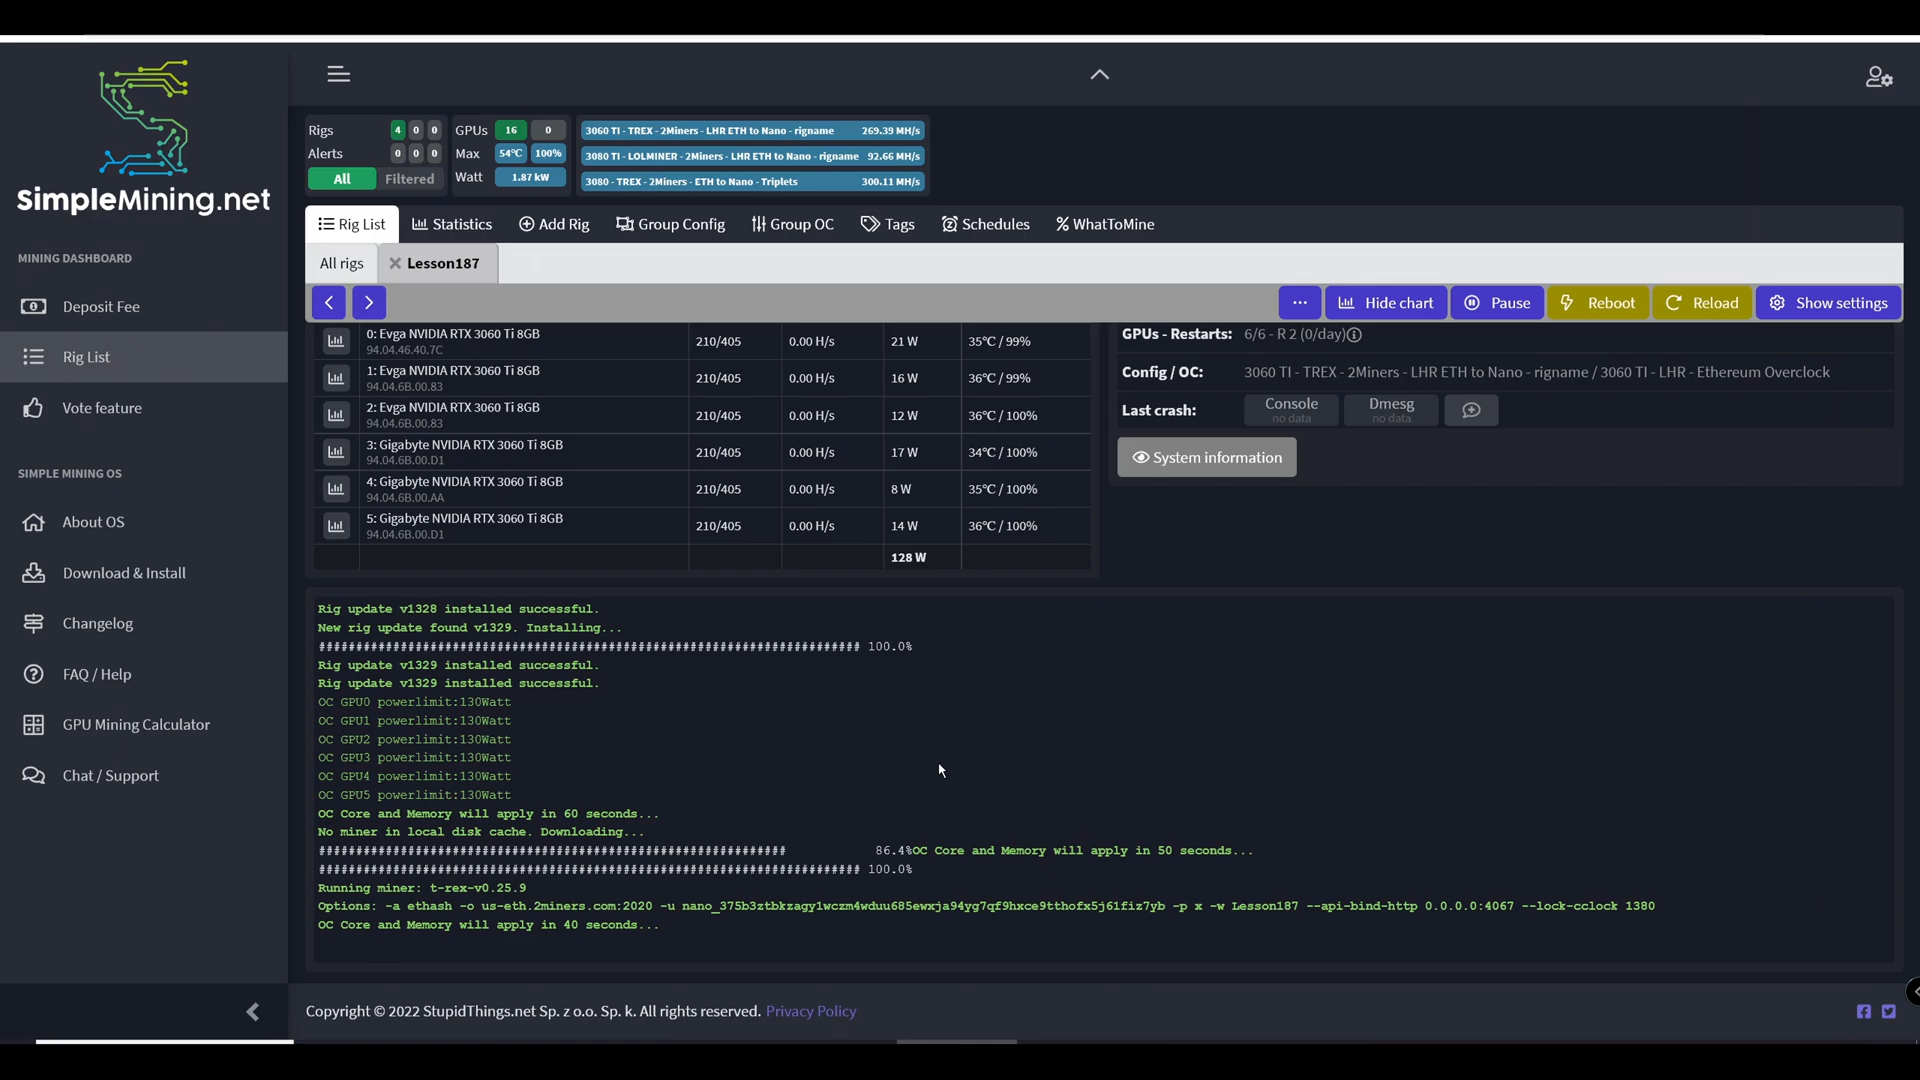 SimpleMining.net
MINING DASHBOARD
Deposit Fee
Rig List
Vote feature
SIMPLE MINING OS
About OS
Download & Install
Changelog
FAQ / Help
GPU Mining Calculator
Chat / Support
Rigs 4 0 0
Alerts 0 0 0
All Filtered
GPUs 16 0
Max 54°C 100%
Watt 1.87 kW
3060 TI - TREX - 2Miners - LHR ETH to Nano - rigname 269.39 MH/s
3080 TI - LOLMINER - 2Miners - LHR ETH to Nano - rigname 92.66 MH/s
3080 - TREX - 2Miners - ETH to Nano - Triplets 300.11 MH/s
Rig List Statistics Add Rig Group Config Group OC Tags Schedules WhatToMine
All rigs Lesson187
Hide chart Pause Reboot Reload Show settings
0: Evga NVIDIA RTX 3060 Ti 8GB 210/405 0.00 H/s 21 W 35°C / 99%
94.04.46.40.7C
1: Evga NVIDIA RTX 3060 Ti 8GB 210/405 0.00 H/s 16 W 36°C / 99%
94.04.6B.00.83
2: Evga NVIDIA RTX 3060 Ti 8GB 210/405 0.00 H/s 12 W 36°C / 100%
94.04.6B.00.83
3: Gigabyte NVIDIA RTX 3060 Ti 8GB 210/405 0.00 H/s 17 W 34°C / 100%
94.04.6B.00.D1
4: Gigabyte NVIDIA RTX 3060 Ti 8GB 210/405 0.00 H/s 8 W 35°C / 100%
94.04.6B.00.AA
5: Gigabyte NVIDIA RTX 3060 Ti 8GB 210/405 0.00 H/s 14 W 36°C / 100%
94.04.6B.00.D1
128 W
GPUs - Restarts: 6/6 - R 2 (0/day)
Config / OC: 3060 TI - TREX - 2Miners - LHR ETH to Nano - rigname / 3060 TI - LHR - Ethereum Overclock
Last crash: Console no data Dmesg no data
System information
Rig update v1328 installed successful.
New rig update found v1329. Installing...
######################################################################### 100.0%
Rig update v1329 installed successful.
Rig update v1329 installed successful.
OC GPU0 powerlimit:130Watt
OC GPU1 powerlimit:130Watt
OC GPU2 powerlimit:130Watt
OC GPU3 powerlimit:130Watt
OC GPU4 powerlimit:130Watt
OC GPU5 powerlimit:130Watt
OC Core and Memory will apply in 60 seconds...
No miner in local disk cache. Downloading...
############################################################### 86.4%OC Core and Memory will apply in 50 seconds...
######################################################################### 100.0%
Running miner: t-rex-v0.25.9
Options: -a ethash -o us-eth.2miners.com:2020 -u nano_375b3ztbkzagy1wczm4wduu685ewxja94yg7qf9hxce9tthofx5j61fiz7yb -p x -w Lesson187 --api-bind-http 0.0.0.0:4067 --lock-cclock 1380
OC Core and Memory will apply in 40 seconds...
Copyright © 2022 StupidThings.net Sp. z o.o. Sp. k. All rights reserved. Privacy Policy